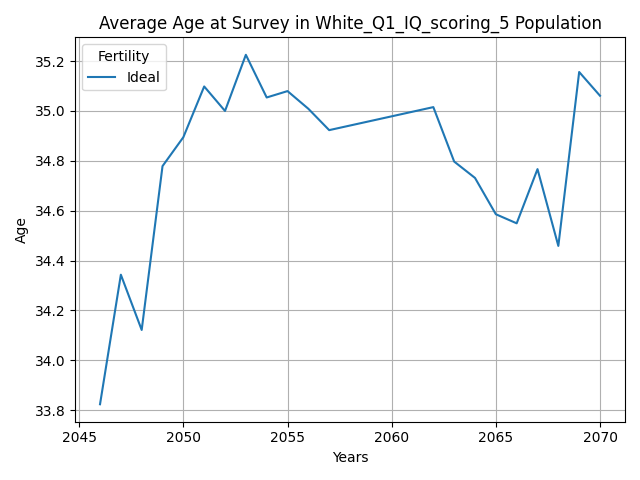 Average Age at Survey in White_Q1_IQ_scoring_5 Population
Fertility
Ideal
35.2
35.0
34.8
34.6
34.4
34.2
34.0
33.8
Age
2045 2050 2055 2060 2065 2070
Years